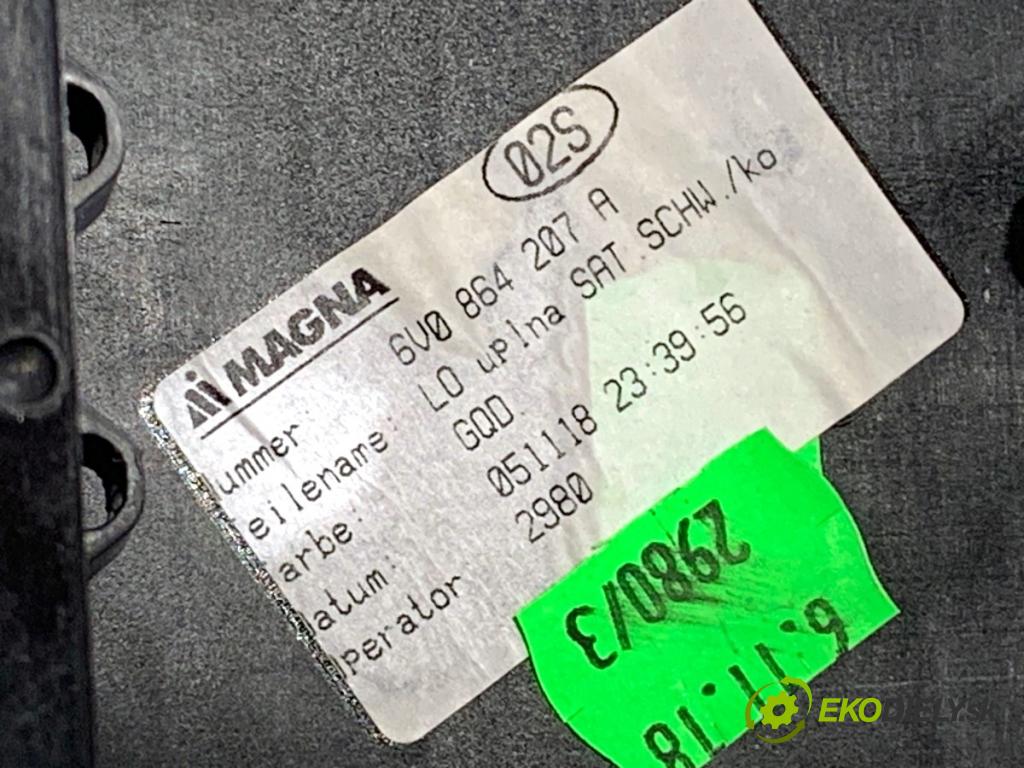 02S
MAGNA
ummer 6V0 864 207 A
eilename: LO uplna SAT.SCHW./ko
arbe: GQD
atum: 051118 23:39:56
perator 2980
2980/3
6.11.18
EKO